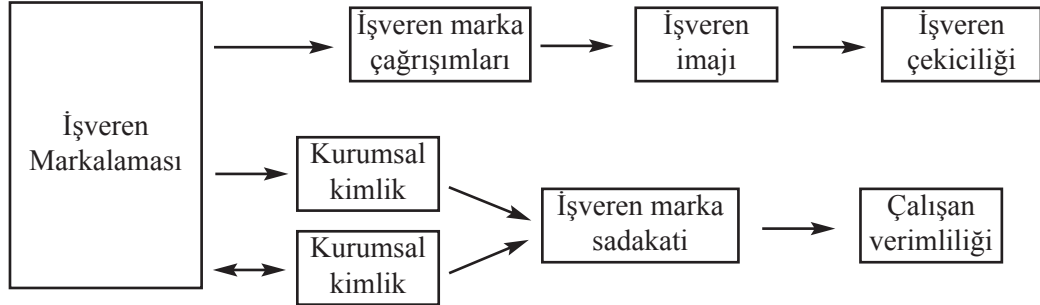 İşveren
Markalaması
İşveren marka
çağrışımları
İşveren
imajı
İşveren
çekiciliği
Kurumsal
kimlik
Kurumsal
kimlik
İşveren marka
sadakati
Çalışan
verimliliği